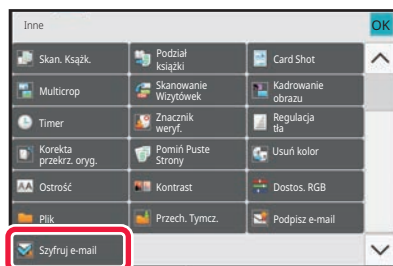 Inne
OK
Skan. Książk.
Podział
książki
Card Shot
Multicrop
Skanowanie
Wizytówek
Kadrowanie
obrazu
Timer
Znacznik
weryf.
Regulacja
tła
Korekta
przekrz. oryg.
Pomiń Puste
Strony
Usuń kolor
Ostrość
Kontrast
Dostos. RGB
Plik
Przech. Tymcz.
Podpisz e-mail
Szyfruj e-mail